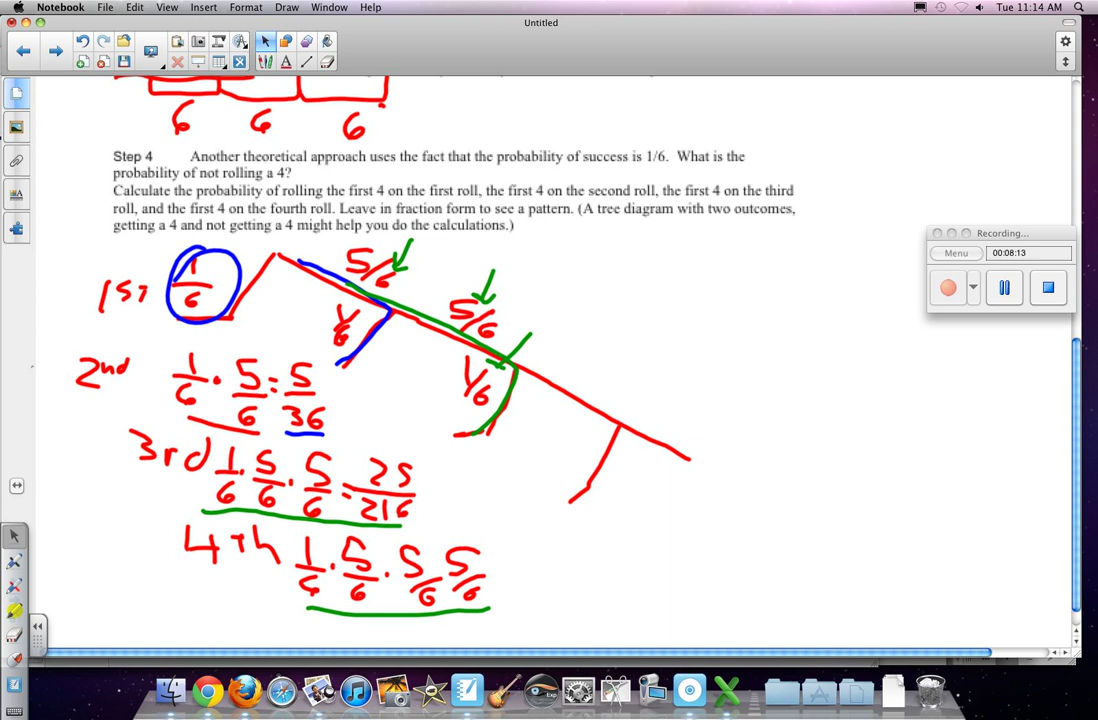 Notebook File Edit View Insert Format Draw Window Help Tue 11:14 AM
Untitled
6 6 6
Step 4 Another theoretical approach uses the fact that the probability of success is 1/6. What is the
probability of not rolling a 4?
Calculate the probability of rolling the first 4 on the first roll, the first 4 on the second roll, the first 4 on the third
roll, and the first 4 on the fourth roll. Leave in fraction form to see a pattern. (A tree diagram with two outcomes,
getting a 4 and not getting a 4 might help you do the calculations.)
Recording...
Menu 00:08:13
1st 1/6 5/6
1/6 5/6
2nd 1/6 · 5/6 = 5/36 1/6
3rd 1/6 · 5/6 · 5/6 = 25/216
4th 1/6 · 5/6 · 5/6 5/6